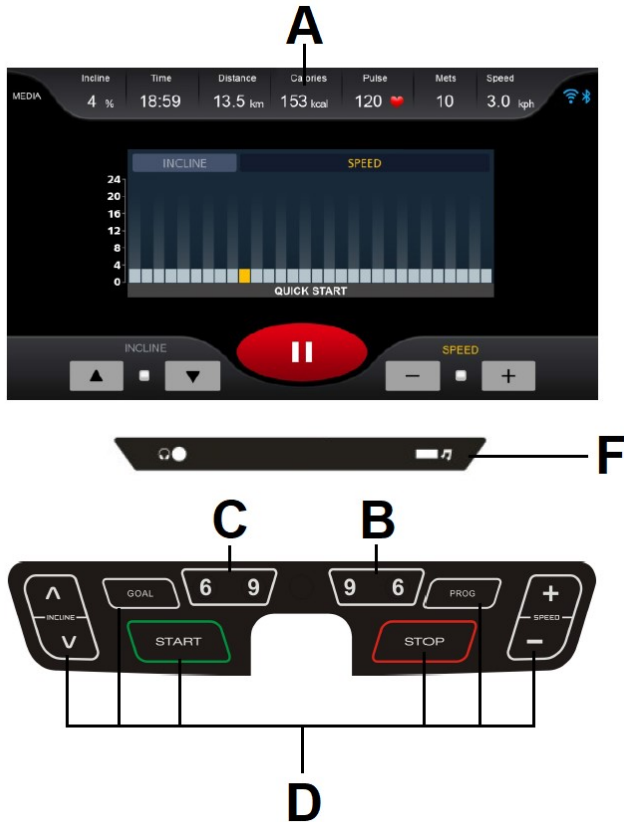 A
MEDIA
Incline Time Distance Calories Pulse Mets Speed
4 % 18:59 13.5 km 153 kcal 120 10 3.0 kph
INCLINE SPEED
24
20
16
12
8
4
0
QUICK START
INCLINE SPEED
− +
F
C B
GOAL 6 9 9 6 PROG +
INCLINE SPEED
START STOP −
D